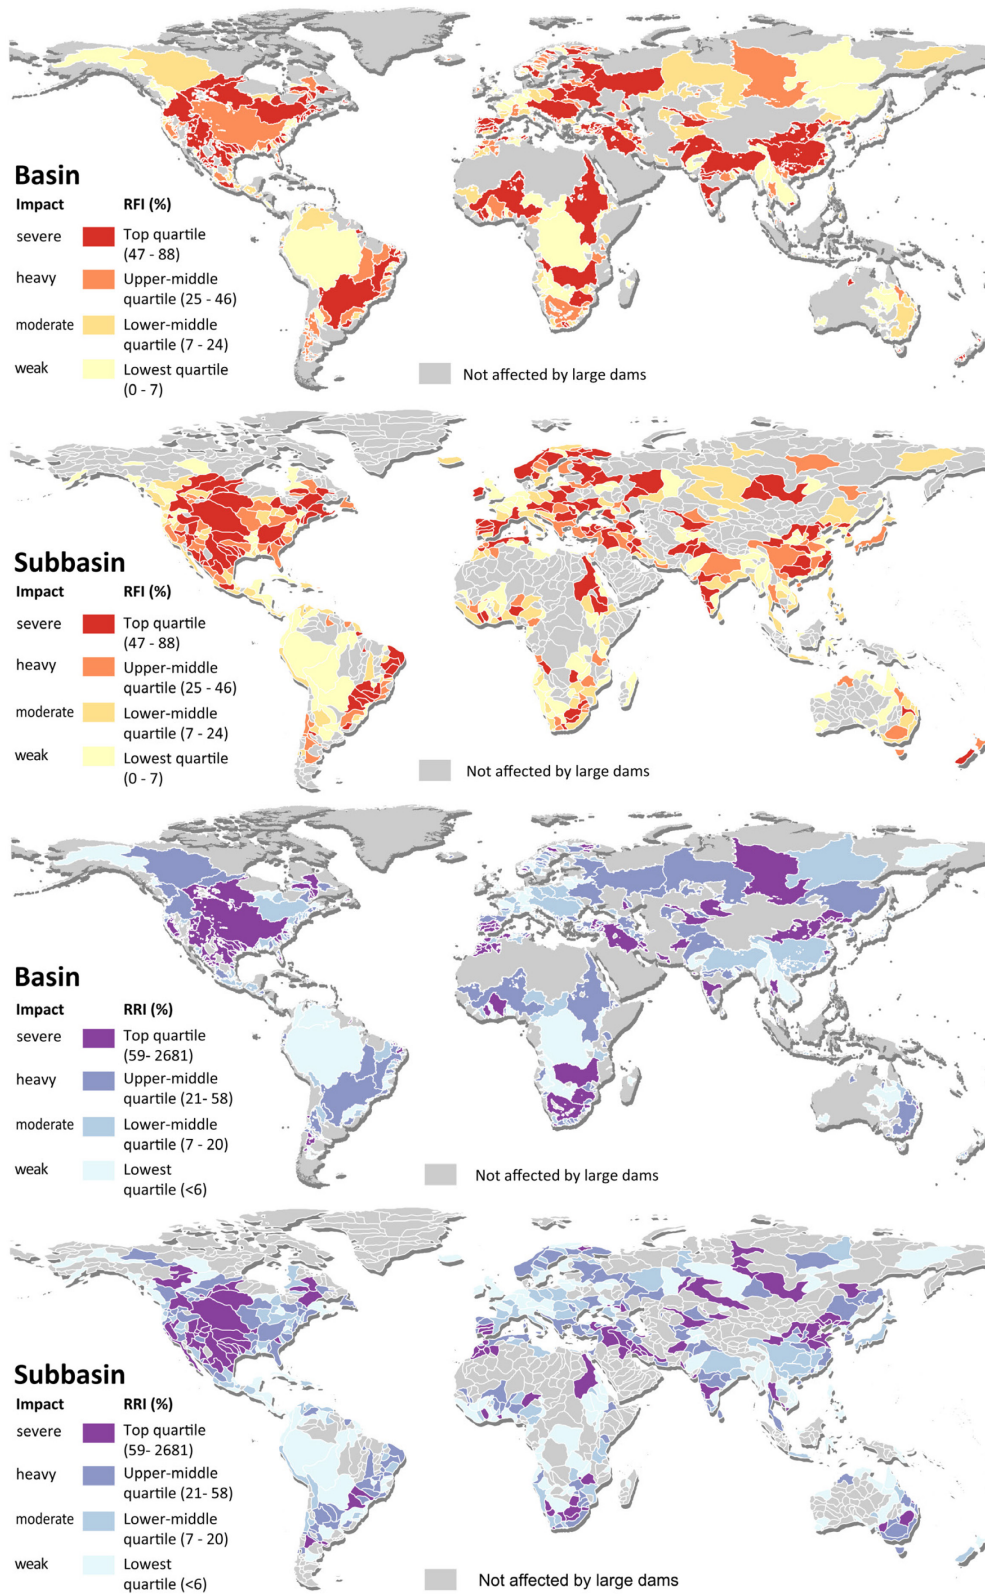 Basin
Impact RFI (%)
severe Top quartile
(47 - 88)
heavy Upper-middle
quartile (25 - 46)
moderate Lower-middle
quartile (7 - 24)
weak Lowest quartile
(0 - 7)
Not affected by large dams
Subbasin
Impact RFI (%)
severe Top quartile
(47 - 88)
heavy Upper-middle
quartile (25 - 46)
moderate Lower-middle
quartile (7 - 24)
weak Lowest quartile
(0 - 7)
Not affected by large dams
Basin
Impact RRI (%)
severe Top quartile
(59- 2681)
heavy Upper-middle
quartile (21- 58)
moderate Lower-middle
quartile (7 - 20)
weak Lowest
quartile (<6)
Not affected by large dams
Subbasin
Impact RRI (%)
severe Top quartile
(59- 2681)
heavy Upper-middle
quartile (21- 58)
moderate Lower-middle
quartile (7 - 20)
weak Lowest
quartile (<6)
Not affected by large dams